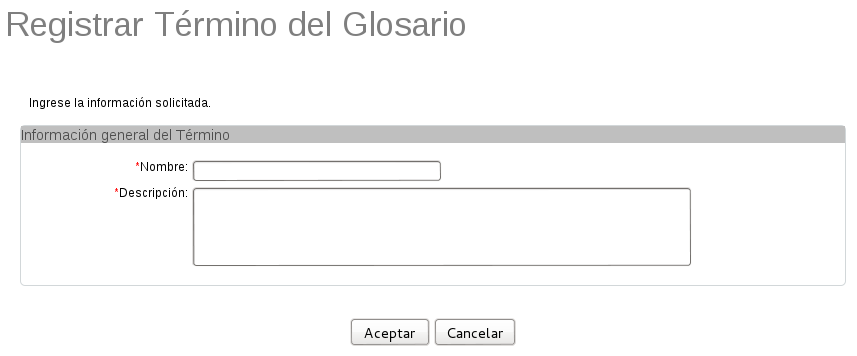 Registrar Término del Glosario
Ingrese la información solicitada.
Información general del Término
*Nombre:
*Descripción:
Aceptar Cancelar